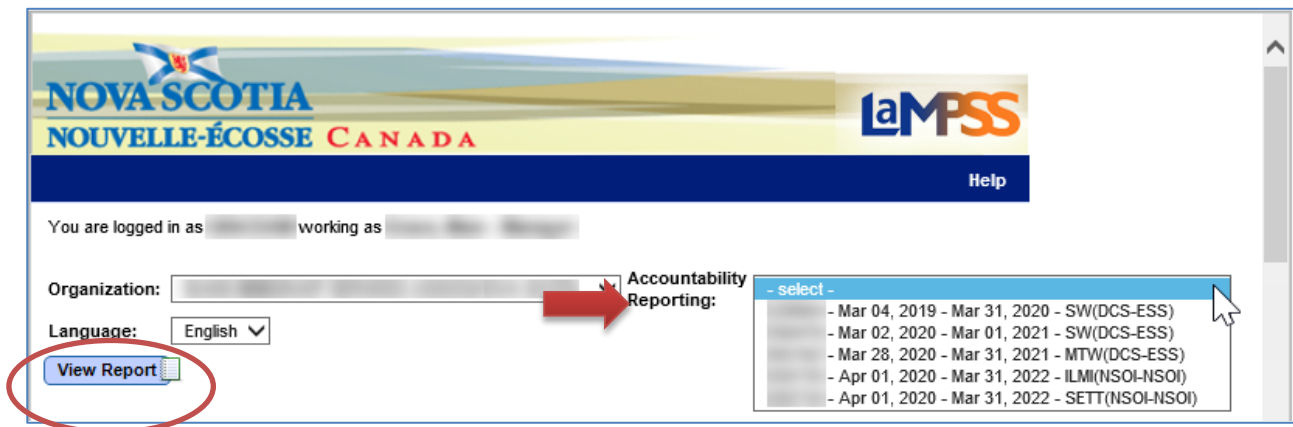 NOVA SCOTIA
NOUVELLE-ÉCOSSE CANADA
LaMPSS
Help
You are logged in as working as
Organization:
Accountability
Reporting:
- select -
- Mar 04, 2019 - Mar 31, 2020 - SW(DCS-ESS)
- Mar 02, 2020 - Mar 01, 2021 - SW(DCS-ESS)
- Mar 28, 2020 - Mar 31, 2021 - MTW(DCS-ESS)
- Apr 01, 2020 - Mar 31, 2022 - ILMI(NSOI-NSOI)
- Apr 01, 2020 - Mar 31, 2022 - SETT(NSOI-NSOI)
Language: English
View Report